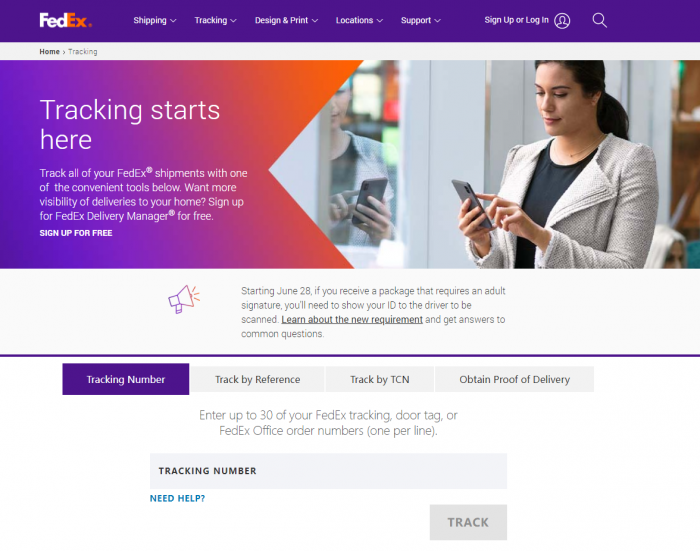 FedEx®
Shipping Tracking Design & Print Locations Support Sign Up or Log In
Home › Tracking
Tracking starts
here
Track all of your FedEx® shipments with one
of the convenient tools below. Want more
visibility of deliveries to your home? Sign up
for FedEx Delivery Manager® for free.
SIGN UP FOR FREE
Starting June 28, if you receive a package that requires an adult
signature, you'll need to show your ID to the driver to be
scanned. Learn about the new requirement and get answers to
common questions.
Tracking Number Track by Reference Track by TCN Obtain Proof of Delivery
Enter up to 30 of your FedEx tracking, door tag, or
FedEx Office order numbers (one per line).
TRACKING NUMBER
NEED HELP?
TRACK